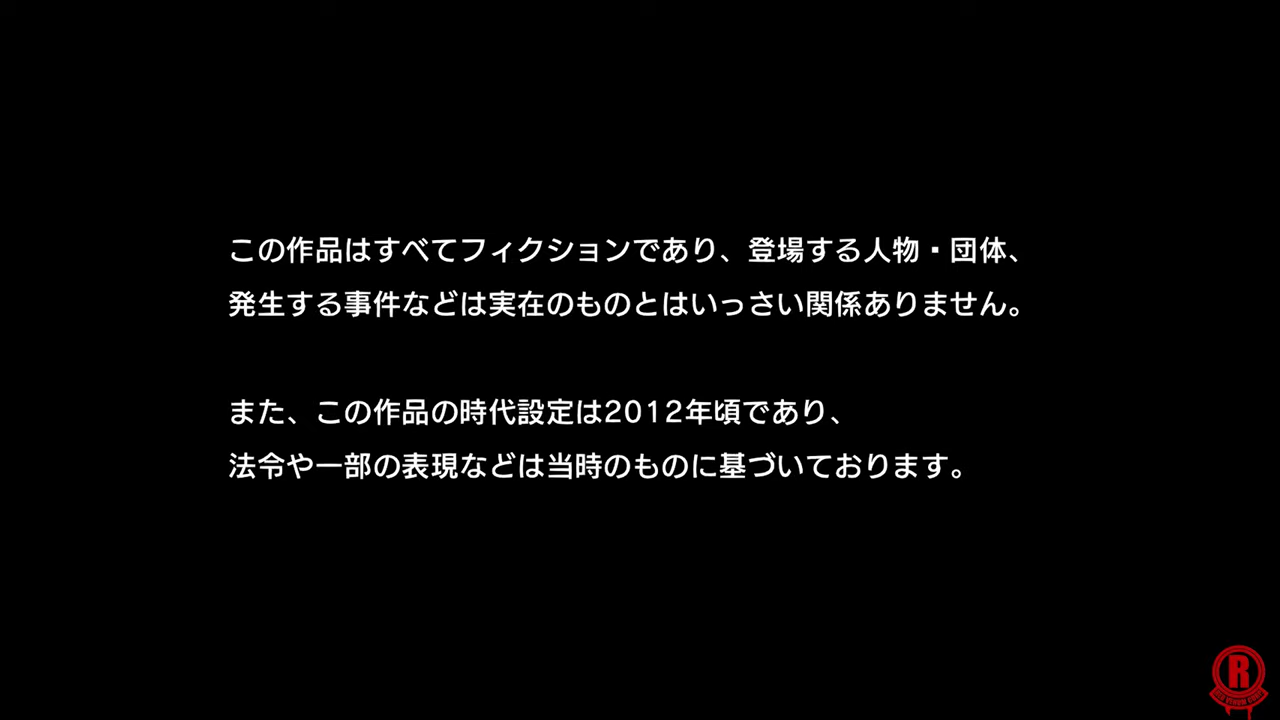 この作品はすべてフィクションであり、登場する人物・団体、
発生する事件などは実在のものとはいっさい関係ありません。
また、この作品の時代設定は2012年頃であり、
法令や一部の表現などは当時のものに基づいております。
R